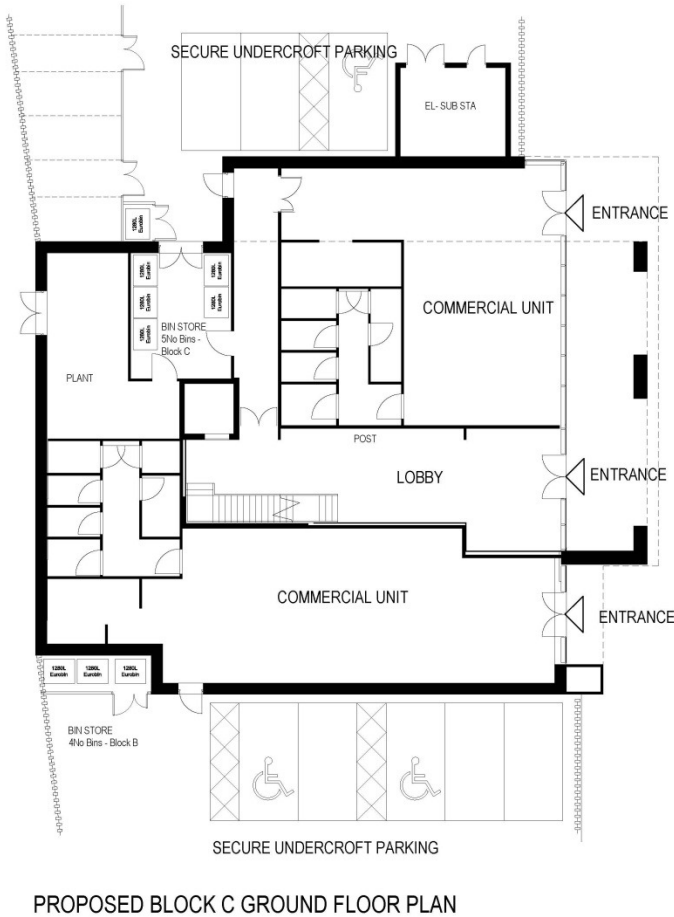 SECURE UNDERCROFT PARKING
EL- SUB STA
1280L
Eurobin
ENTRANCE
1280L
Eurobin
1280L
Eurobin
1280L
Eurobin
1280L
Eurobin
1280L
Eurobin
COMMERCIAL UNIT
BIN STORE
5No Bins -
Block C
PLANT
POST
LOBBY
ENTRANCE
COMMERCIAL UNIT
ENTRANCE
1280L
Eurobin
1280L
Eurobin
1280L
Eurobin
BIN STORE
4No Bins - Block B
SECURE UNDERCROFT PARKING
PROPOSED BLOCK C GROUND FLOOR PLAN